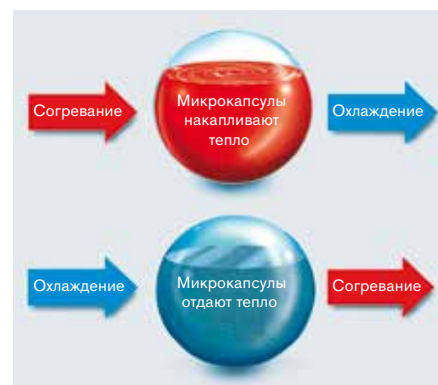 Согревание
Микрокапсулы
накапливают
тепло
Охлаждение
Охлаждение
Микрокапсулы
отдают тепло
Согревание